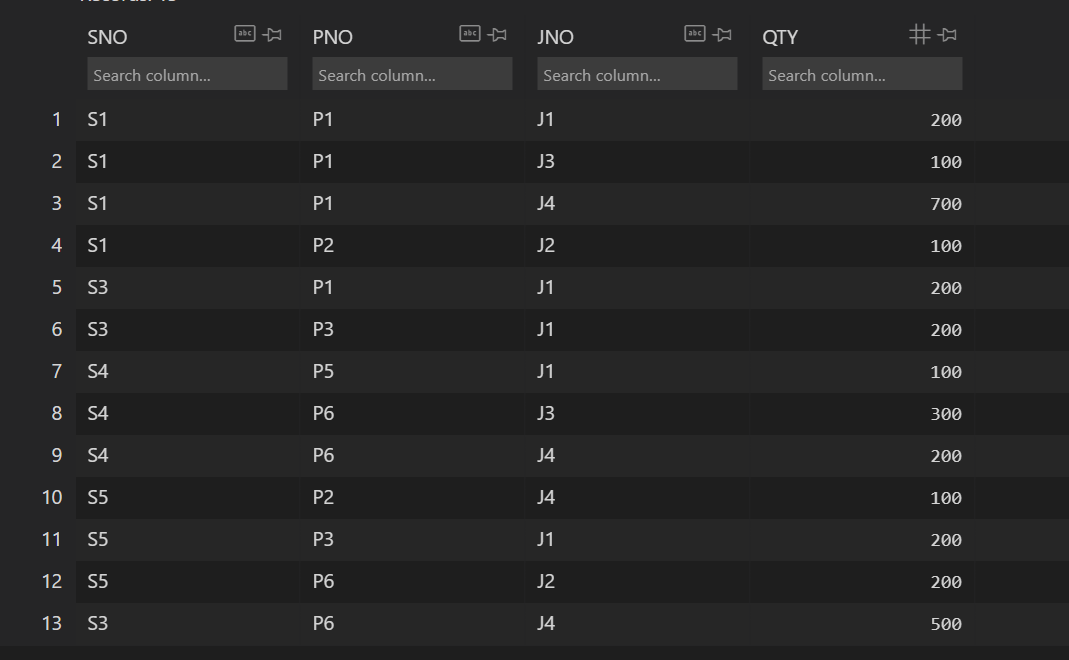 SNO PNO JNO QTY
Search column... Search column... Search column... Search column...
1 S1 P1 J1 200
2 S1 P1 J3 100
3 S1 P1 J4 700
4 S1 P2 J2 100
5 S3 P1 J1 200
6 S3 P3 J1 200
7 S4 P5 J1 100
8 S4 P6 J3 300
9 S4 P6 J4 200
10 S5 P2 J4 100
11 S5 P3 J1 200
12 S5 P6 J2 200
13 S3 P6 J4 500